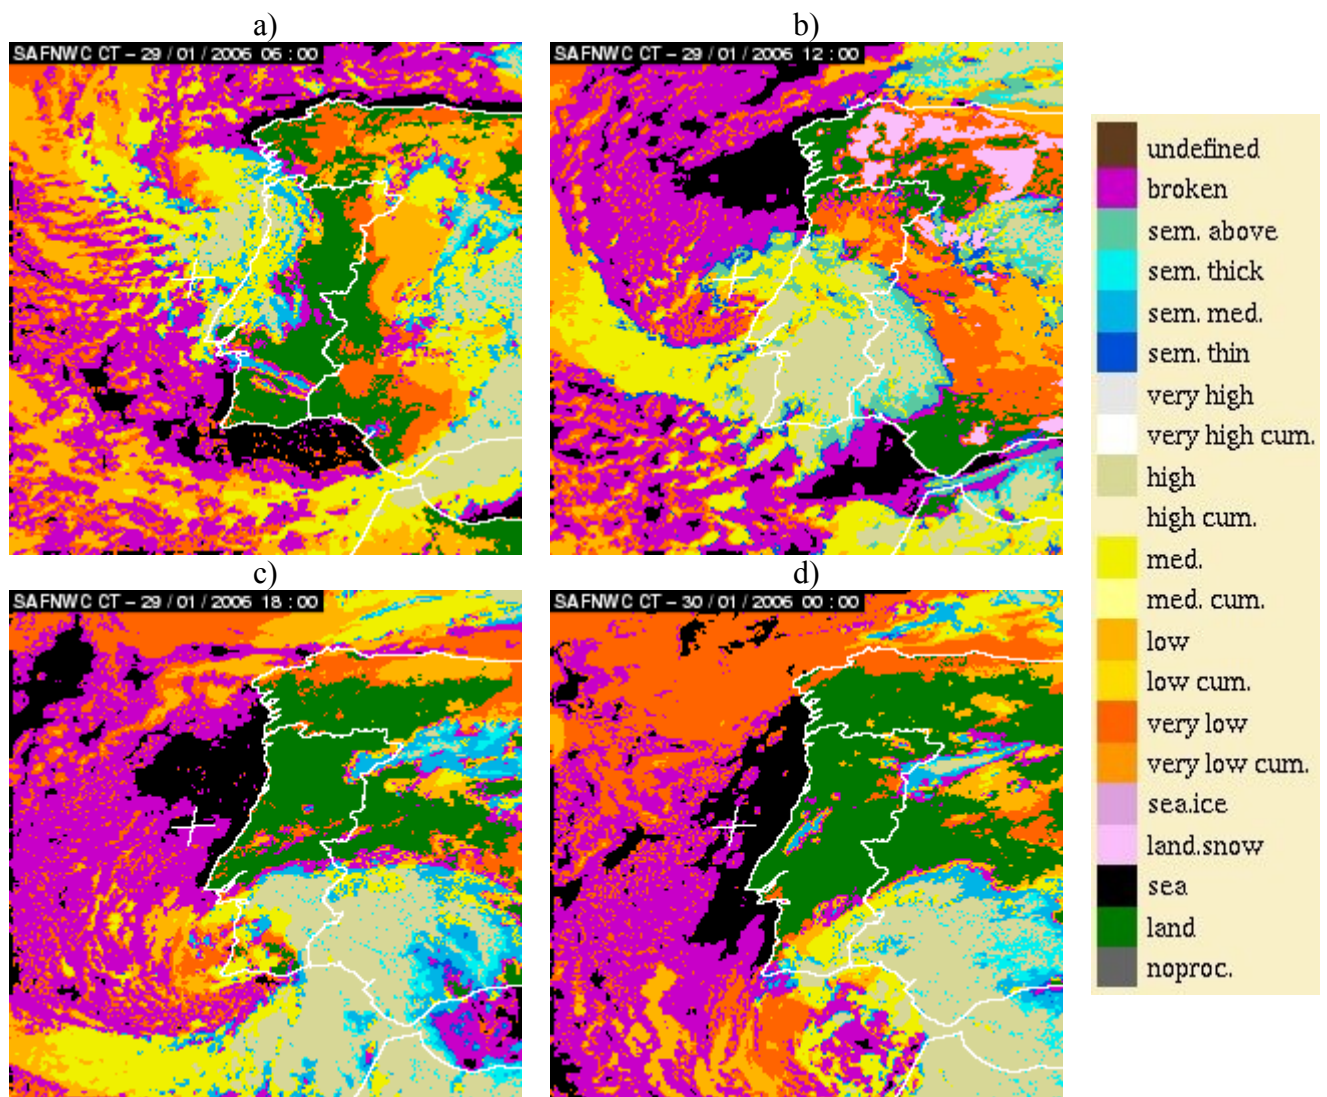 a)
b)
SAFNWC CT - 29 / 01 / 2006 06 : 00
SAFNWC CT - 29 / 01 / 2006 12 : 00
c)
d)
SAFNWC CT - 29 / 01 / 2006 18 : 00
SAFNWC CT - 30 / 01 / 2006 00 : 00
undefined
broken
sem. above
sem. thick
sem. med.
sem. thin
very high
very high cum.
high
high cum.
med.
med. cum.
low
low cum.
very low
very low cum.
sea.ice
land.snow
sea
land
noproc.